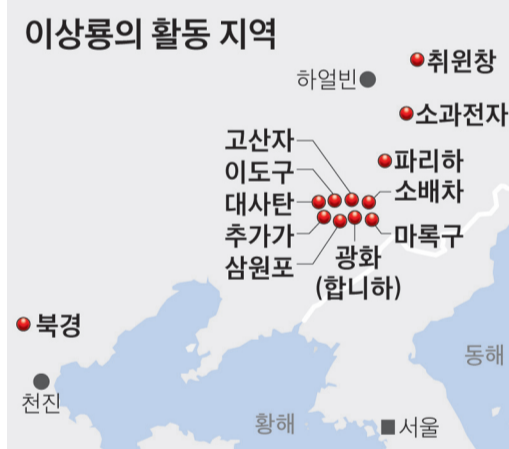 이상룡의 활동 지역
취원창
하얼빈
소과전자
고산자
파리하
이도구
소배차
대사탄
추가가
마록구
삼원포
광화
(합니하)
북경
천진
동해
황해
서울